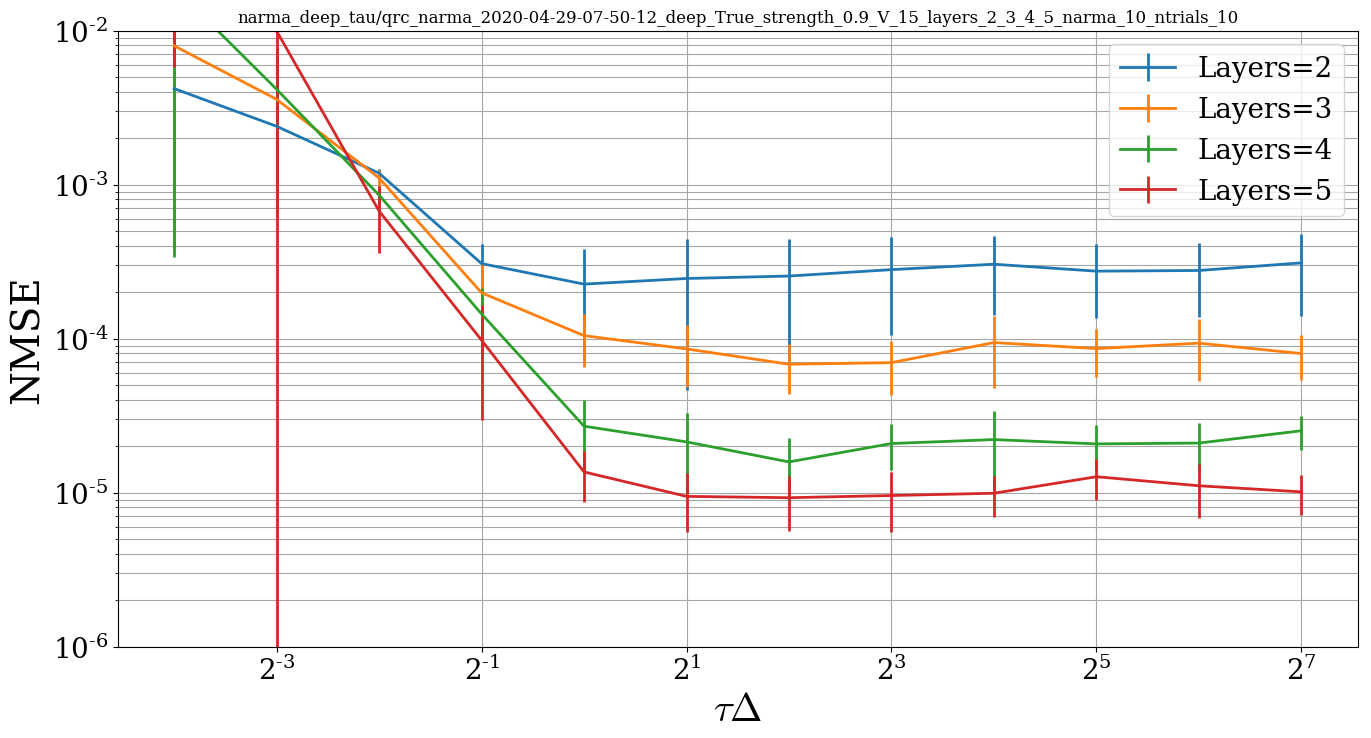 narma_deep_tau/qrc_narma_2020-04-29-07-50-12_deep_True_strength_0.9_V_15_layers_2_3_4_5_narma_10_ntrials_10
10^-2
10^-3
10^-4
10^-5
10^-6
NMSE
Layers=2
Layers=3
Layers=4
Layers=5
2^-3 2^-1 2^1 2^3 2^5 2^7
τΔ